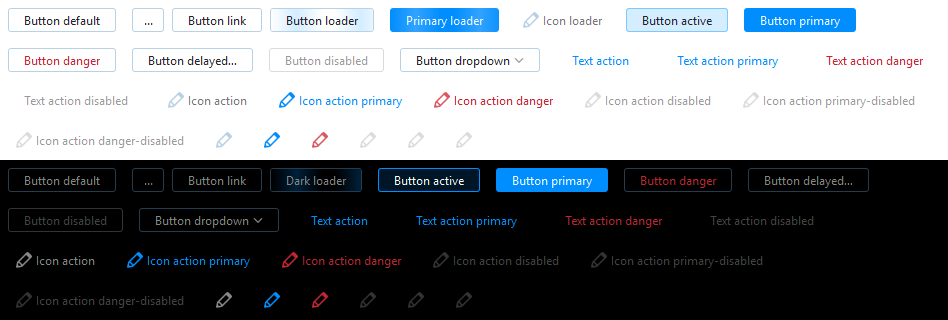 Button default ... Button link Button loader Primary loader Icon loader Button active Button primary
Button danger Button delayed... Button disabled Button dropdown Text action Text action primary Text action danger
Text action disabled Icon action Icon action primary Icon action danger Icon action disabled Icon action primary-disabled
Icon action danger-disabled
Button default ... Button link Dark loader Button active Button primary Button danger Button delayed...
Button disabled Button dropdown Text action Text action primary Text action danger Text action disabled
Icon action Icon action primary Icon action danger Icon action disabled Icon action primary-disabled
Icon action danger-disabled